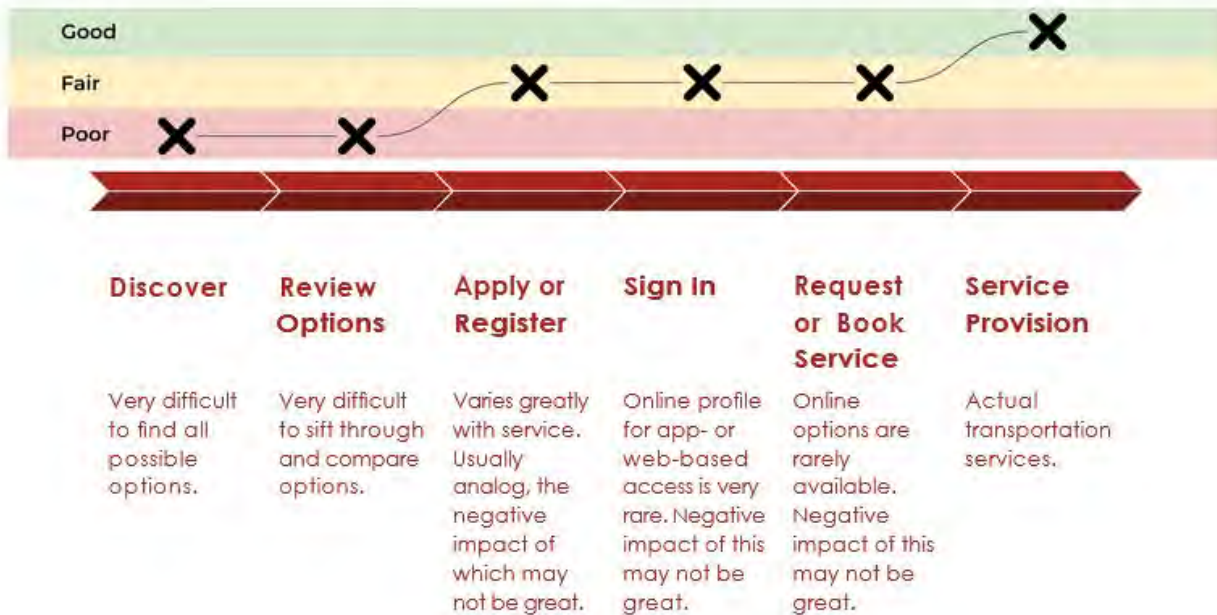 Good
Fair
Poor
Discover
Very difficult
to find all
possible
options.
Review
Options
Very difficult
to sift through
and compare
options.
Apply or
Register
Varies greatly
with service.
Usually
analog, the
negative
impact of
which may
not be great.
Sign In
Online profile
for app- or
web-based
access is very
rare. Negative
impact of this
may not be
great.
Request
or Book
Service
Online
options are
rarely
available.
Negative
impact of this
may not be
great.
Service
Provision
Actual
transportation
services.